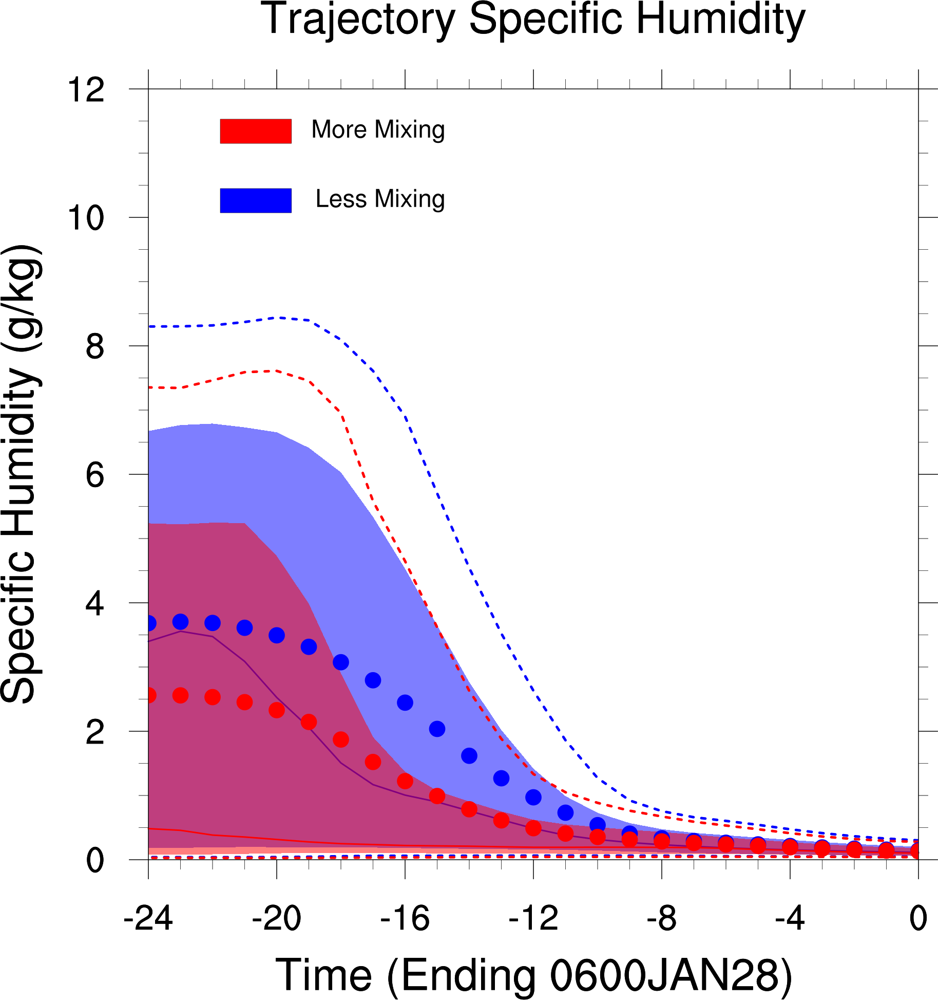 Trajectory Specific Humidity
12
10
8
6
4
2
0
More Mixing
Less Mixing
Specific Humidity (g/kg)
-24 -20 -16 -12 -8 -4 0
Time (Ending 0600JAN28)